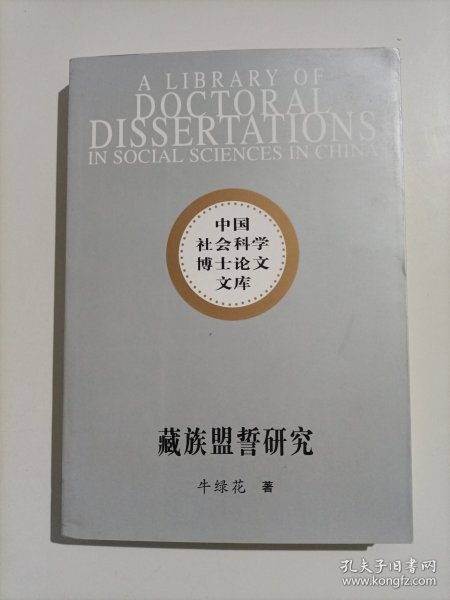 A LIBRARY OF
DOCTORAL
DISSERTATIONS
IN SOCIAL SCIENCES IN CHINA
中国
社会科学
博士论文
文库
藏族盟誓研究
牛绿花 著
孔夫子旧书网
www.kongfz.com